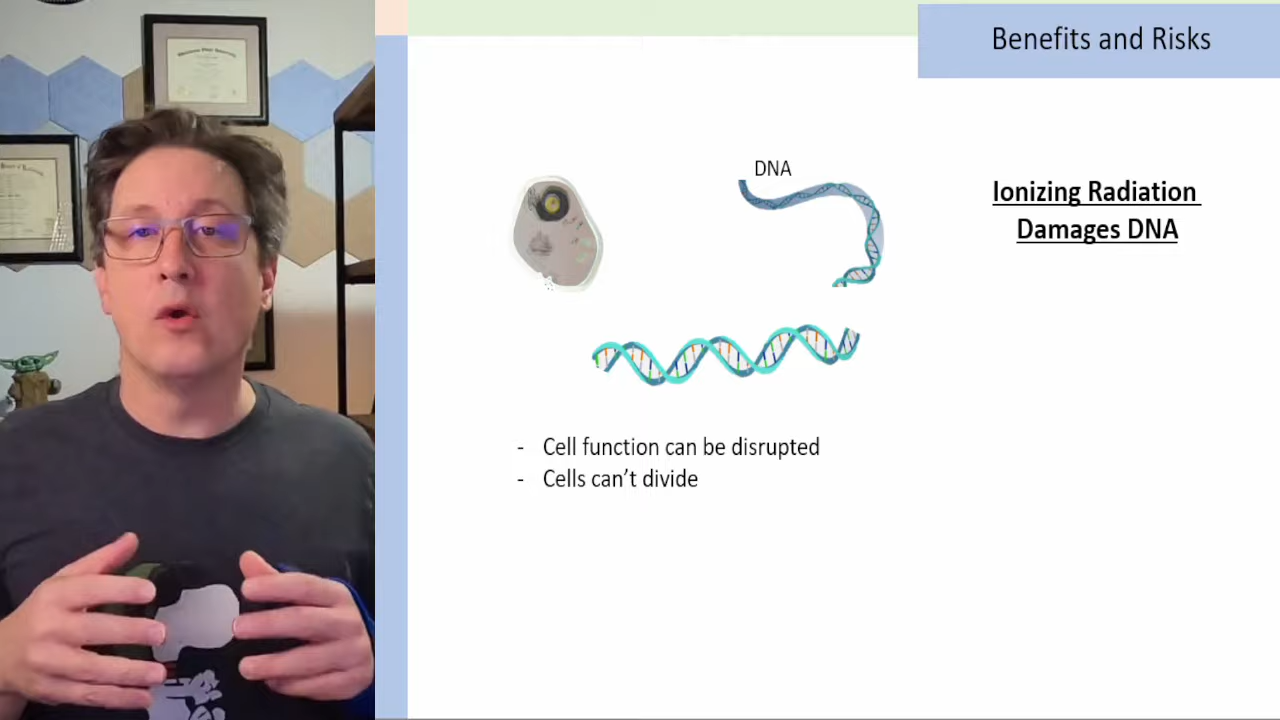 Benefits and Risks
DNA
Ionizing Radiation
Damages DNA
- Cell function can be disrupted
- Cells can’t divide